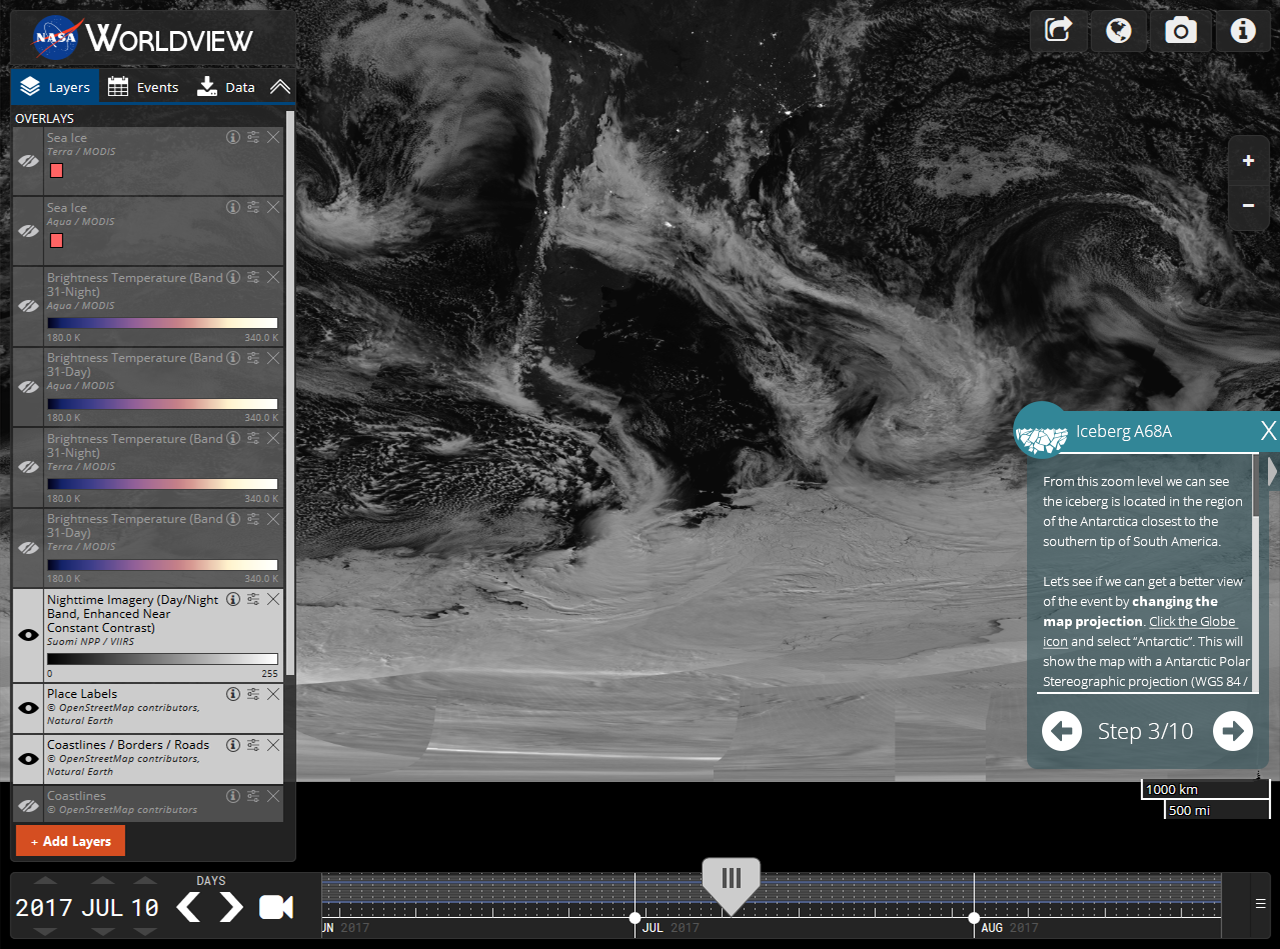 NASA WORLDVIEW
Layers Events Data
OVERLAYS
Sea Ice
Terra / MODIS
Sea Ice
Aqua / MODIS
Brightness Temperature (Band
31-Night)
Aqua / MODIS
180.0 K 340.0 K
Brightness Temperature (Band
31-Day)
Aqua / MODIS
180.0 K 340.0 K
Brightness Temperature (Band
31-Night)
Terra / MODIS
180.0 K 340.0 K
Brightness Temperature (Band
31-Day)
Terra / MODIS
180.0 K 340.0 K
Nighttime Imagery (Day/Night
Band, Enhanced Near
Constant Contrast)
Suomi NPP / VIIRS
0 255
Place Labels
© OpenStreetMap contributors,
Natural Earth
Coastlines / Borders / Roads
© OpenStreetMap contributors,
Natural Earth
Coastlines
© OpenStreetMap contributors
+ Add Layers
Iceberg A68A
X
From this zoom level we can see
the iceberg is located in the region
of the Antarctica closest to the
southern tip of South America.
Let's see if we can get a better view
of the event by changing the
map projection. Click the Globe
icon and select “Antarctic”. This will
show the map with a Antarctic Polar
Stereographic projection (WGS 84 /
Step 3/10
1000 km
500 mi
DAYS
2017 JUL 10
UN 2017 JUL 2017 AUG 2017